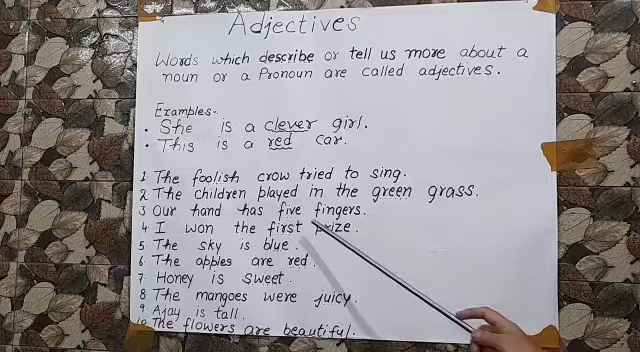 Adjectives
Words which describe or tell us more about a
noun or a Pronoun are called adjectives.
Examples:-
• She is a clever girl.
• This is a red car.
1 The foolish crow tried to sing.
2 The children played in the green grass.
3 Our hand has five fingers.
4 I won the first prize.
5 The sky is blue.
6 The apples are red.
7 Honey is sweet.
8 The mangoes were juicy.
9 Ajay is tall.
10 The flowers are beautiful.